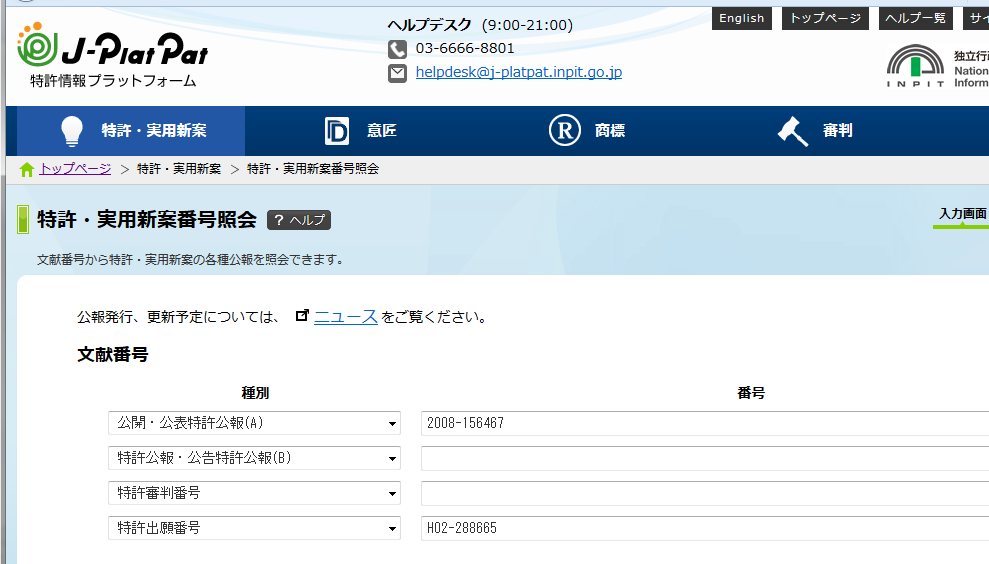 J-PlatPat
特許情報プラットフォーム
ヘルプデスク (9:00-21:00)
03-6666-8801
helpdesk@j-platpat.inpit.go.jp
English トップページ ヘルプ一覧 サイ
INPIT
独立行政
Nation
Inform
特許・実用新案 意匠 商標 審判
トップページ > 特許・実用新案 > 特許・実用新案番号照会
特許・実用新案番号照会 ? ヘルプ
入力画面
文献番号から特許・実用新案の各種公報を照会できます。
公報発行、更新予定については、 ニュースをご覧ください。
文献番号
種別 番号
公開・公表特許公報(A) 2008-156467
特許公報・公告特許公報(B)
特許審判番号
特許出願番号 H02-288665